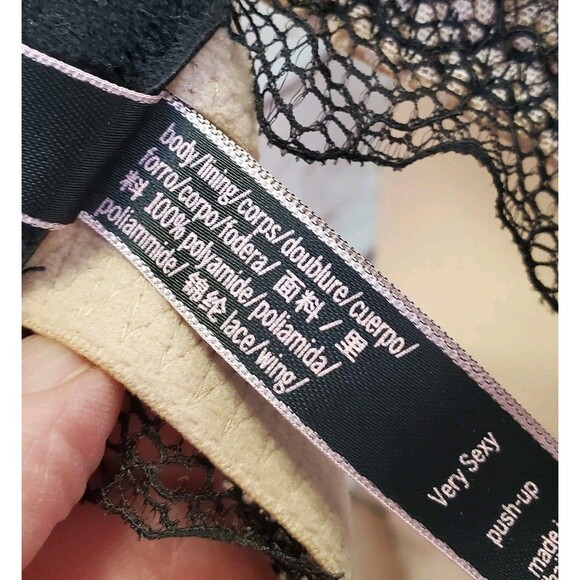 body/lining/corps/doublure/cuerpo/
forro/corpo/fodera/ 面料 / 里
料 100% polyamide/poliamida/
poliammide/ 锦纶 lace/wing/
Very Sexy
push-up
made